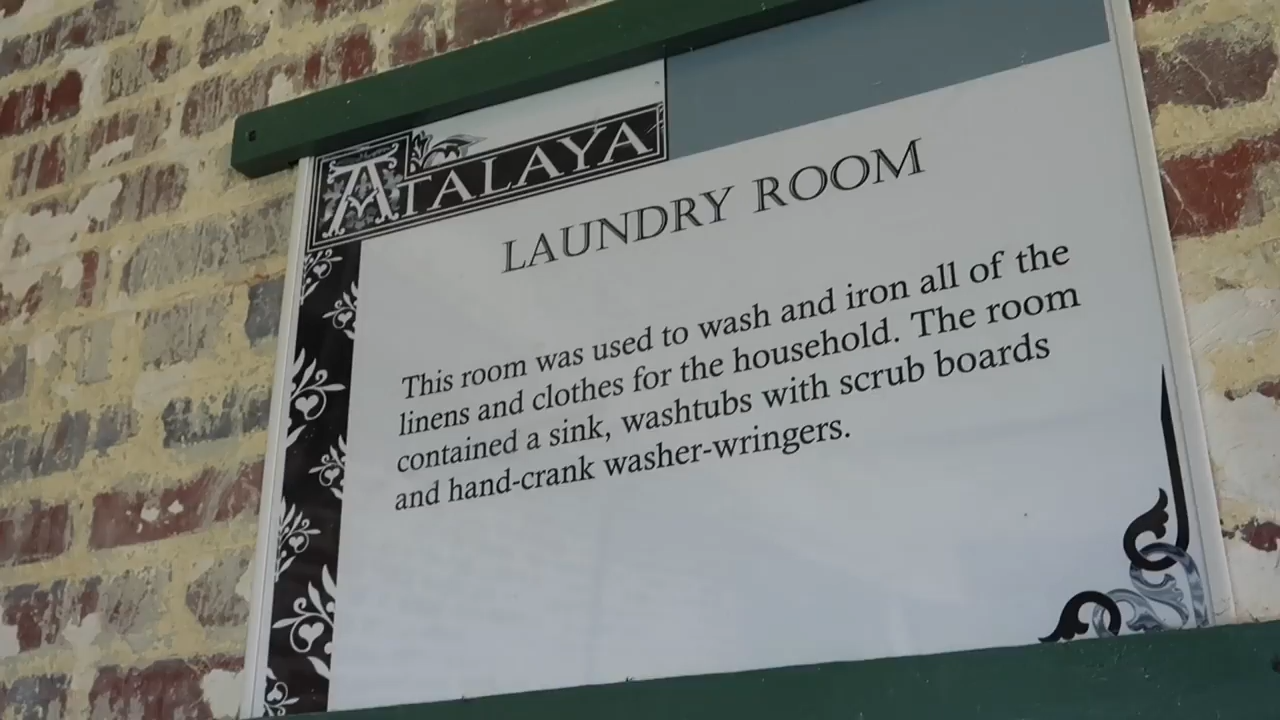 ATALAYA
LAUNDRY ROOM
This room was used to wash and iron all of the
linens and clothes for the household. The room
contained a sink, washtubs with scrub boards
and hand-crank washer-wringers.